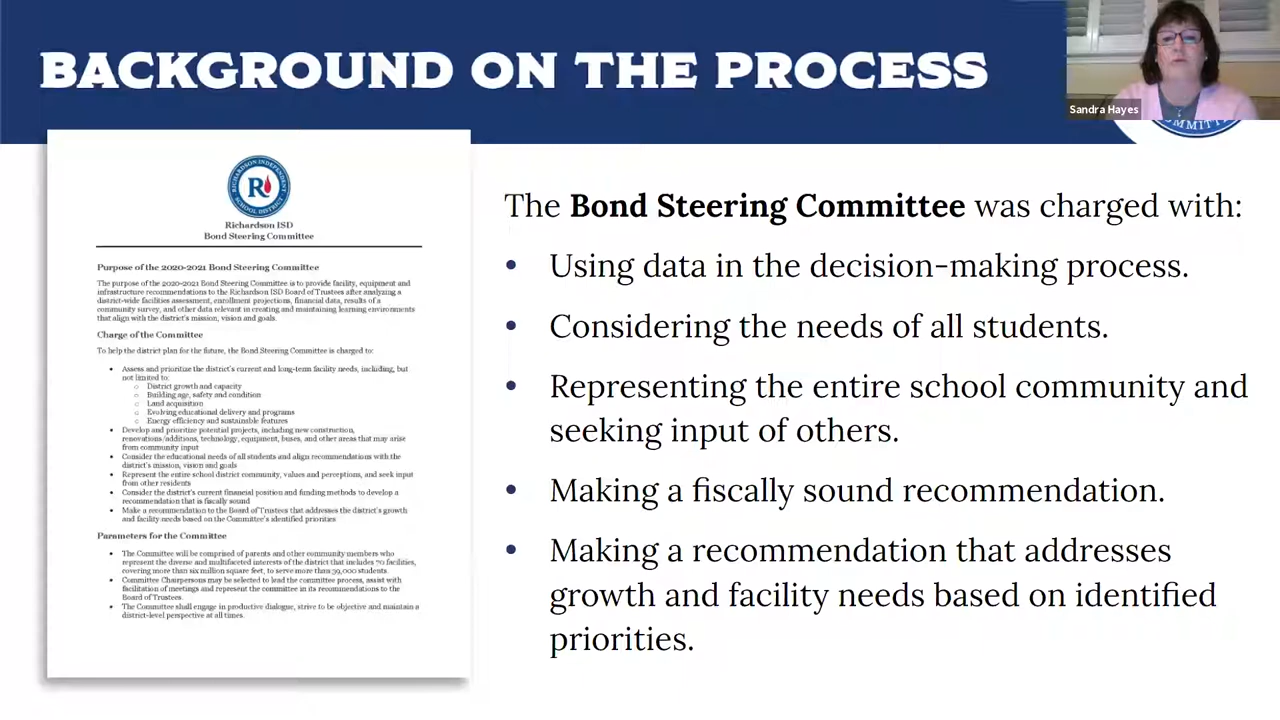 BACKGROUND ON THE PROCESS
Sandra Hayes
COMMITTE
RICHARDSON INDEPENDENT
SCHOOL DISTRICT
R
Richardson ISD
Bond Steering Committee
Purpose of the 2020-2021 Bond Steering Committee
The purpose of the 2020-2021 Bond Steering Committee is to provide facility, equipment and
infrastructure recommendations to the Richardson ISD Board of Trustees after analyzing a
district-wide facilities assessment, enrollment projections, financial data, results of a
community survey, and other data relevant in creating and maintaining learning environments
that align with the district's mission, vision and goals.
Charge of the Committee
To help the district plan for the future, the Bond Steering Committee is charged to:
• Assess and prioritize the district's current and long-term facility needs, including, but
not limited to:
○ District growth and capacity
○ Building age, safety and condition
○ Land acquisition
○ Evolving educational delivery and programs
○ Energy efficiency and sustainable features
• Develop and prioritize potential projects, including new construction,
renovations/additions, technology, equipment, buses, and other areas that may arise
from community input
• Consider the educational needs of all students and align recommendations with the
district's mission, vision and goals
• Represent the entire school district community, values and perceptions, and seek input
from other residents
• Consider the district's current financial position and funding methods to develop a
recommendation that is fiscally sound
• Make a recommendation to the Board of Trustees that addresses the district's growth
and facility needs based on the Committee's identified priorities
Parameters for the Committee
• The Committee will be comprised of parents and other community members who
represent the diverse and multifaceted interests of the district that includes 70 facilities,
covering more than six million square feet, to serve more than 39,000 students.
• Committee Chairpersons may be selected to lead the committee process, assist with
facilitation of meetings and represent the committee in its recommendations to the
Board of Trustees.
• The Committee shall engage in productive dialogue, strive to be objective and maintain a
district-level perspective at all times.
The Bond Steering Committee was charged with:
• Using data in the decision-making process.
• Considering the needs of all students.
• Representing the entire school community and
seeking input of others.
• Making a fiscally sound recommendation.
• Making a recommendation that addresses
growth and facility needs based on identified
priorities.